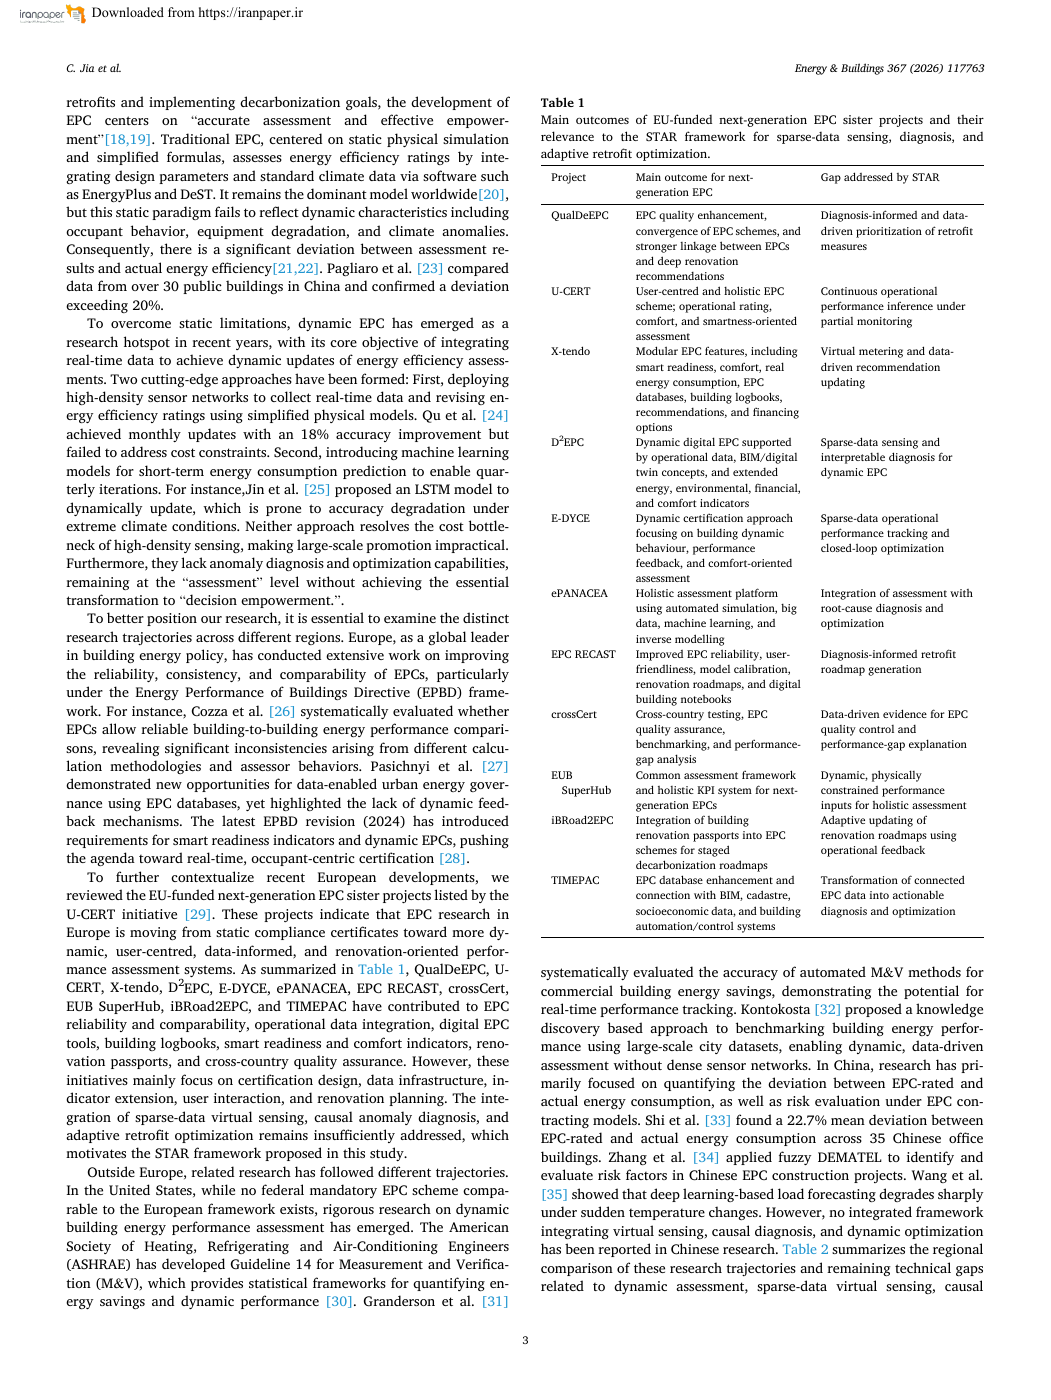 iranpaper
Downloaded from https://iranpaper.ir
C. Jia et al.
Energy & Buildings 367 (2026) 117763
retrofits and implementing decarbonization goals, the development of
EPC centers on “accurate assessment and effective empower-
ment”[18,19]. Traditional EPC, centered on static physical simulation
and simplified formulas, assesses energy efficiency ratings by inte-
grating design parameters and standard climate data via software such
as EnergyPlus and DeST. It remains the dominant model worldwide[20],
but this static paradigm fails to reflect dynamic characteristics including
occupant behavior, equipment degradation, and climate anomalies.
Consequently, there is a significant deviation between assessment re-
sults and actual energy efficiency[21,22]. Pagliaro et al. [23] compared
data from over 30 public buildings in China and confirmed a deviation
exceeding 20%.
To overcome static limitations, dynamic EPC has emerged as a
research hotspot in recent years, with its core objective of integrating
real-time data to achieve dynamic updates of energy efficiency assess-
ments. Two cutting-edge approaches have been formed: First, deploying
high-density sensor networks to collect real-time data and revising en-
ergy efficiency ratings using simplified physical models. Qu et al. [24]
achieved monthly updates with an 18% accuracy improvement but
failed to address cost constraints. Second, introducing machine learning
models for short-term energy consumption prediction to enable quar-
terly iterations. For instance,Jin et al. [25] proposed an LSTM model to
dynamically update, which is prone to accuracy degradation under
extreme climate conditions. Neither approach resolves the cost bottle-
neck of high-density sensing, making large-scale promotion impractical.
Furthermore, they lack anomaly diagnosis and optimization capabilities,
remaining at the “assessment” level without achieving the essential
transformation to “decision empowerment.”.
To better position our research, it is essential to examine the distinct
research trajectories across different regions. Europe, as a global leader
in building energy policy, has conducted extensive work on improving
the reliability, consistency, and comparability of EPCs, particularly
under the Energy Performance of Buildings Directive (EPBD) frame-
work. For instance, Cozza et al. [26] systematically evaluated whether
EPCs allow reliable building-to-building energy performance compari-
sons, revealing significant inconsistencies arising from different calcu-
lation methodologies and assessor behaviors. Pasichnyi et al. [27]
demonstrated new opportunities for data-enabled urban energy gover-
nance using EPC databases, yet highlighted the lack of dynamic feed-
back mechanisms. The latest EPBD revision (2024) has introduced
requirements for smart readiness indicators and dynamic EPCs, pushing
the agenda toward real-time, occupant-centric certification [28].
To further contextualize recent European developments, we
reviewed the EU-funded next-generation EPC sister projects listed by the
U-CERT initiative [29]. These projects indicate that EPC research in
Europe is moving from static compliance certificates toward more dy-
namic, user-centred, data-informed, and renovation-oriented perfor-
mance assessment systems. As summarized in Table 1, QualDeEPC, U-
CERT, X-tendo, D²EPC, E-DYCE, ePANACEA, EPC RECAST, crossCert,
EUB SuperHub, iBRoad2EPC, and TIMEPAC have contributed to EPC
reliability and comparability, operational data integration, digital EPC
tools, building logbooks, smart readiness and comfort indicators, reno-
vation passports, and cross-country quality assurance. However, these
initiatives mainly focus on certification design, data infrastructure, in-
dicator extension, user interaction, and renovation planning. The inte-
gration of sparse-data virtual sensing, causal anomaly diagnosis, and
adaptive retrofit optimization remains insufficiently addressed, which
motivates the STAR framework proposed in this study.
Outside Europe, related research has followed different trajectories.
In the United States, while no federal mandatory EPC scheme compa-
rable to the European framework exists, rigorous research on dynamic
building energy performance assessment has emerged. The American
Society of Heating, Refrigerating and Air-Conditioning Engineers
(ASHRAE) has developed Guideline 14 for Measurement and Verifica-
tion (M&V), which provides statistical frameworks for quantifying en-
ergy savings and dynamic performance [30]. Granderson et al. [31]
Table 1
Main outcomes of EU-funded next-generation EPC sister projects and their
relevance to the STAR framework for sparse-data sensing, diagnosis, and
adaptive retrofit optimization.
Project Main outcome for next- Gap addressed by STAR
generation EPC
QualDeEPC EPC quality enhancement, Diagnosis-informed and data-
convergence of EPC schemes, and driven prioritization of retrofit
stronger linkage between EPCs measures
and deep renovation
recommendations
U-CERT User-centred and holistic EPC Continuous operational
scheme; operational rating, performance inference under
comfort, and smartness-oriented partial monitoring
assessment
X-tendo Modular EPC features, including Virtual metering and data-
smart readiness, comfort, real driven recommendation
energy consumption, EPC updating
databases, building logbooks,
recommendations, and financing
options
D²EPC Dynamic digital EPC supported Sparse-data sensing and
by operational data, BIM/digital interpretable diagnosis for
twin concepts, and extended dynamic EPC
energy, environmental, financial,
and comfort indicators
E-DYCE Dynamic certification approach Sparse-data operational
focusing on building dynamic performance tracking and
behaviour, performance closed-loop optimization
feedback, and comfort-oriented
assessment
ePANACEA Holistic assessment platform Integration of assessment with
using automated simulation, big root-cause diagnosis and
data, machine learning, and optimization
inverse modelling
EPC RECAST Improved EPC reliability, user- Diagnosis-informed retrofit
friendliness, model calibration, roadmap generation
renovation roadmaps, and digital
building notebooks
crossCert Cross-country testing, EPC Data-driven evidence for EPC
quality assurance, quality control and
benchmarking, and performance- performance-gap explanation
gap analysis
EUB Common assessment framework Dynamic, physically
SuperHub and holistic KPI system for next- constrained performance
generation EPCs inputs for holistic assessment
iBRoad2EPC Integration of building Adaptive updating of
renovation passports into EPC renovation roadmaps using
schemes for staged operational feedback
decarbonization roadmaps
TIMEPAC EPC database enhancement and Transformation of connected
connection with BIM, cadastre, EPC data into actionable
socioeconomic data, and building diagnosis and optimization
automation/control systems
systematically evaluated the accuracy of automated M&V methods for
commercial building energy savings, demonstrating the potential for
real-time performance tracking. Kontokosta [32] proposed a knowledge
discovery based approach to benchmarking building energy perfor-
mance using large-scale city datasets, enabling dynamic, data-driven
assessment without dense sensor networks. In China, research has pri-
marily focused on quantifying the deviation between EPC-rated and
actual energy consumption, as well as risk evaluation under EPC con-
tracting models. Shi et al. [33] found a 22.7% mean deviation between
EPC-rated and actual energy consumption across 35 Chinese office
buildings. Zhang et al. [34] applied fuzzy DEMATEL to identify and
evaluate risk factors in Chinese EPC construction projects. Wang et al.
[35] showed that deep learning-based load forecasting degrades sharply
under sudden temperature changes. However, no integrated framework
integrating virtual sensing, causal diagnosis, and dynamic optimization
has been reported in Chinese research. Table 2 summarizes the regional
comparison of these research trajectories and remaining technical gaps
related to dynamic assessment, sparse-data virtual sensing, causal
3